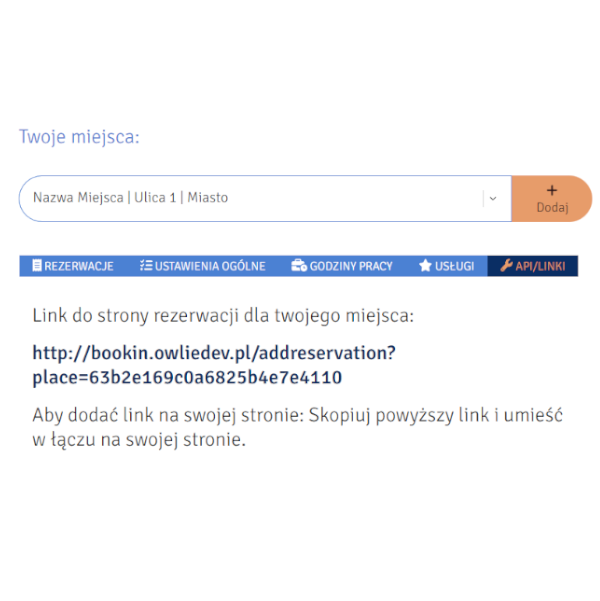 Twoje miejsca:
Nazwa Miejsca | Ulica 1 | Miasto
+
Dodaj
REZERWACJE USTAWIENIA OGÓLNE GODZINY PRACY USŁUGI API/LINKI
Link do strony rezerwacji dla twojego miejsca:
http://bookin.owliedev.pl/addreservation?
place=63b2e169c0a6825b4e7e4110
Aby dodać link na swojej stronie: Skopiuj powyższy link i umieść
w łączu na swojej stronie.